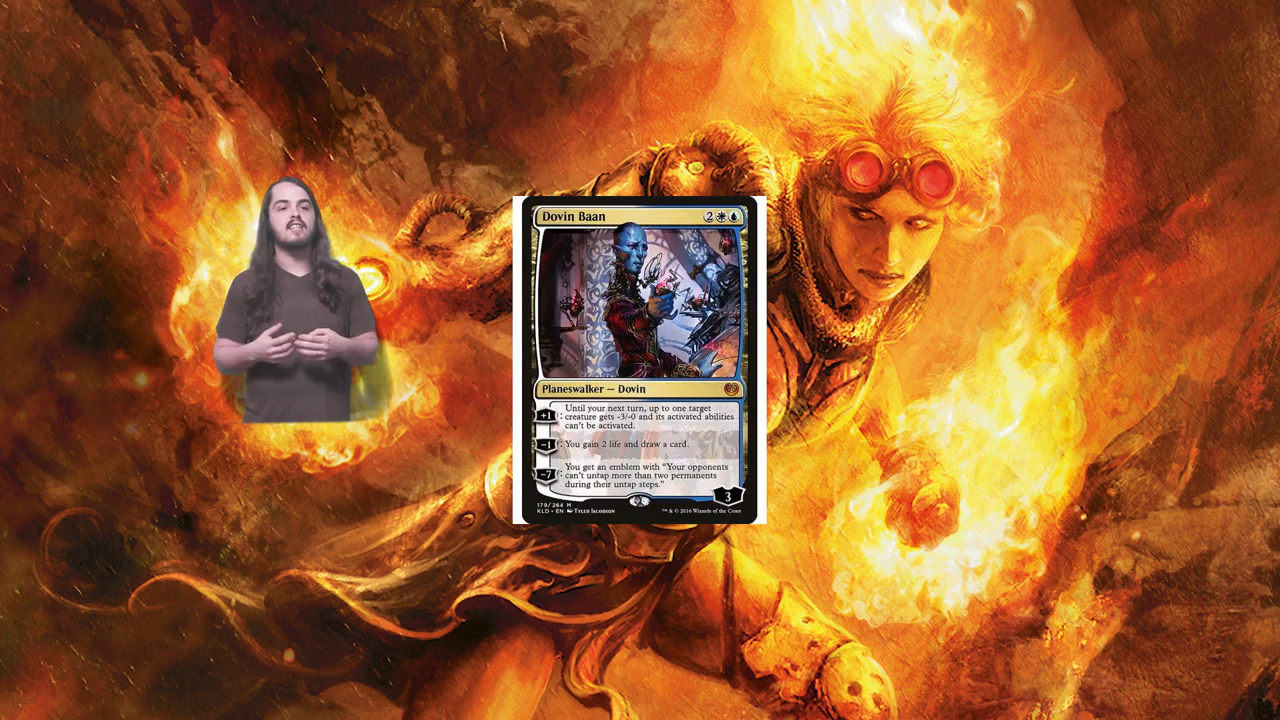 Dovin Baan
2
Planeswalker — Dovin
+1: Until your next turn, up to one target
creature gets -3/-0 and its activated abilities
can't be activated.
-1: You gain 2 life and draw a card.
-7: You get an emblem with “Your opponents
can't untap more than two permanents
during their untap steps.”
3
179/264 M
KLD • EN Tyler Jacobson
™ & © 2016 Wizards of the Coast